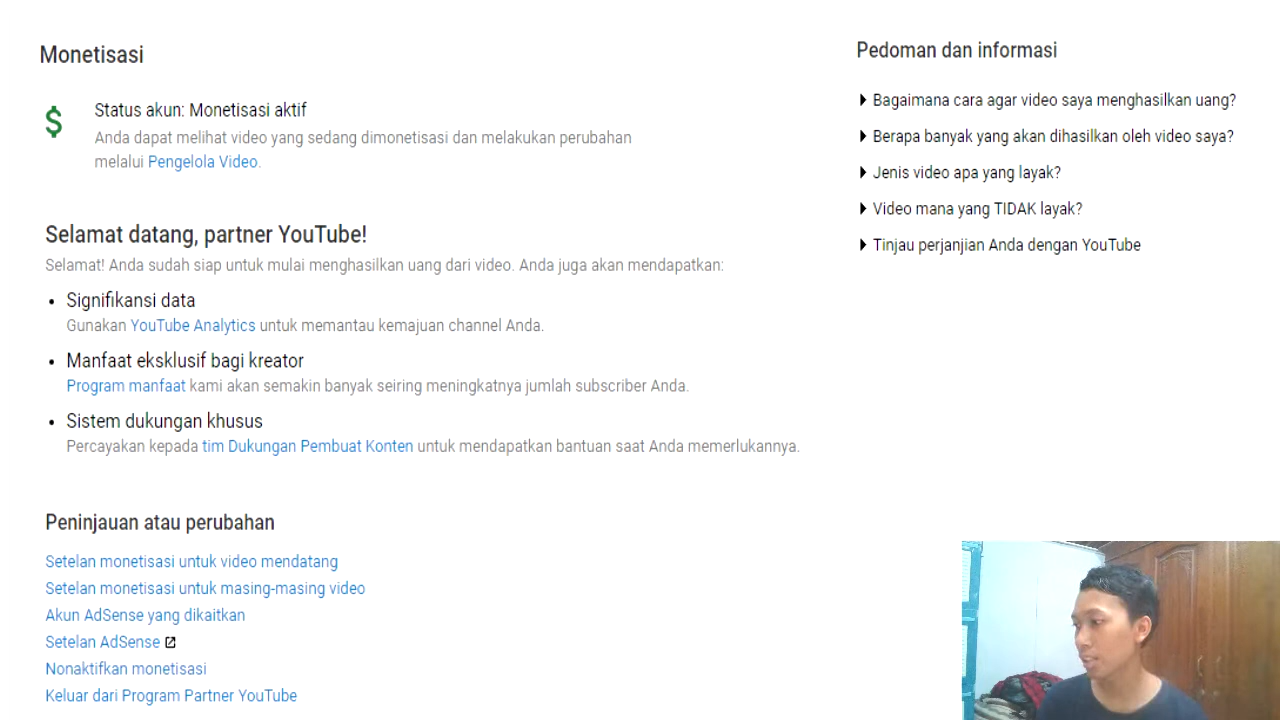 Monetisasi
Status akun: Monetisasi aktif
Anda dapat melihat video yang sedang dimonetisasi dan melakukan perubahan
melalui Pengelola Video.
Selamat datang, partner YouTube!
Selamat! Anda sudah siap untuk mulai menghasilkan uang dari video. Anda juga akan mendapatkan:
• Signifikansi data
Gunakan YouTube Analytics untuk memantau kemajuan channel Anda.
• Manfaat eksklusif bagi kreator
Program manfaat kami akan semakin banyak seiring meningkatnya jumlah subscriber Anda.
• Sistem dukungan khusus
Percayakan kepada tim Dukungan Pembuat Konten untuk mendapatkan bantuan saat Anda memerlukannya.
Peninjauan atau perubahan
Setelan monetisasi untuk video mendatang
Setelan monetisasi untuk masing-masing video
Akun AdSense yang dikaitkan
Setelan AdSense
Nonaktifkan monetisasi
Keluar dari Program Partner YouTube
Pedoman dan informasi
Bagaimana cara agar video saya menghasilkan uang?
Berapa banyak yang akan dihasilkan oleh video saya?
Jenis video apa yang layak?
Video mana yang TIDAK layak?
Tinjau perjanjian Anda dengan YouTube